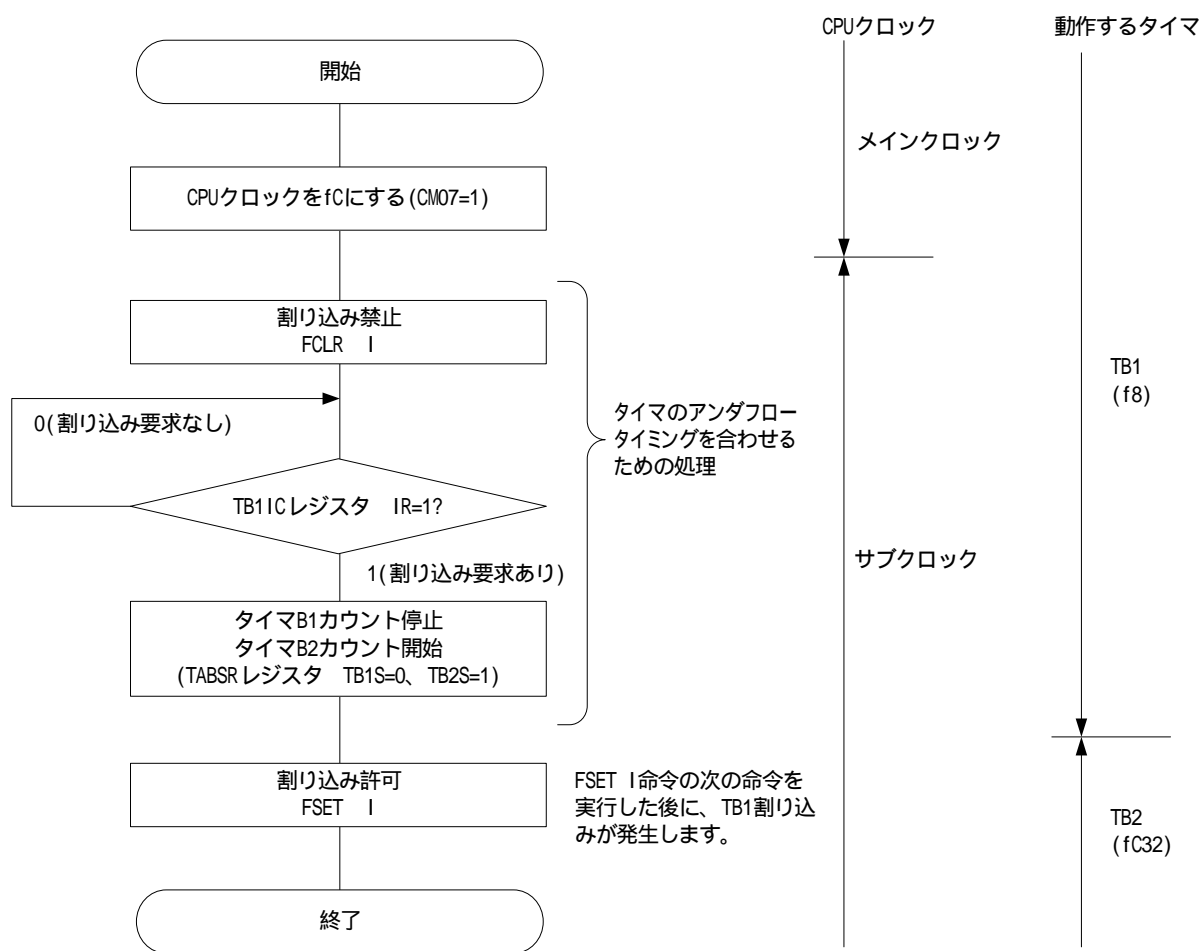 CPUクロック
動作するタイマ
開始
メインクロック
CPUクロックをfCにする(CM07=1)
割り込み禁止
FCLR I
TB1
(f8)
0(割り込み要求なし)
タイマのアンダフロー
タイミングを合わせる
ための処理
TB1ICレジスタ IR=1?
サブクロック
1(割り込み要求あり)
タイマB1カウント停止
タイマB2カウント開始
(TABSRレジスタ TB1S=0、TB2S=1)
割り込み許可
FSET I
FSET I命令の次の命令を
実行した後に、TB1割り込
みが発生します。
TB2
(fC32)
終了